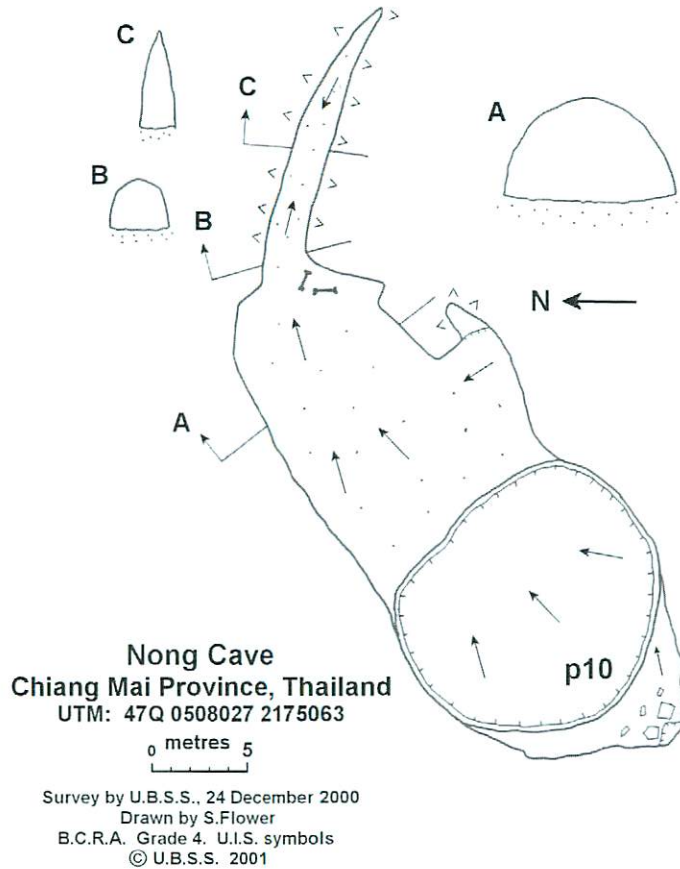 C
C
A
B
B
N
A
p10
Nong Cave
Chiang Mai Province, Thailand
UTM: 47Q 0508027 2175063
0 metres 5
Survey by U.B.S.S., 24 December 2000
Drawn by S.Flower
B.C.R.A. Grade 4. U.I.S. symbols
© U.B.S.S. 2001